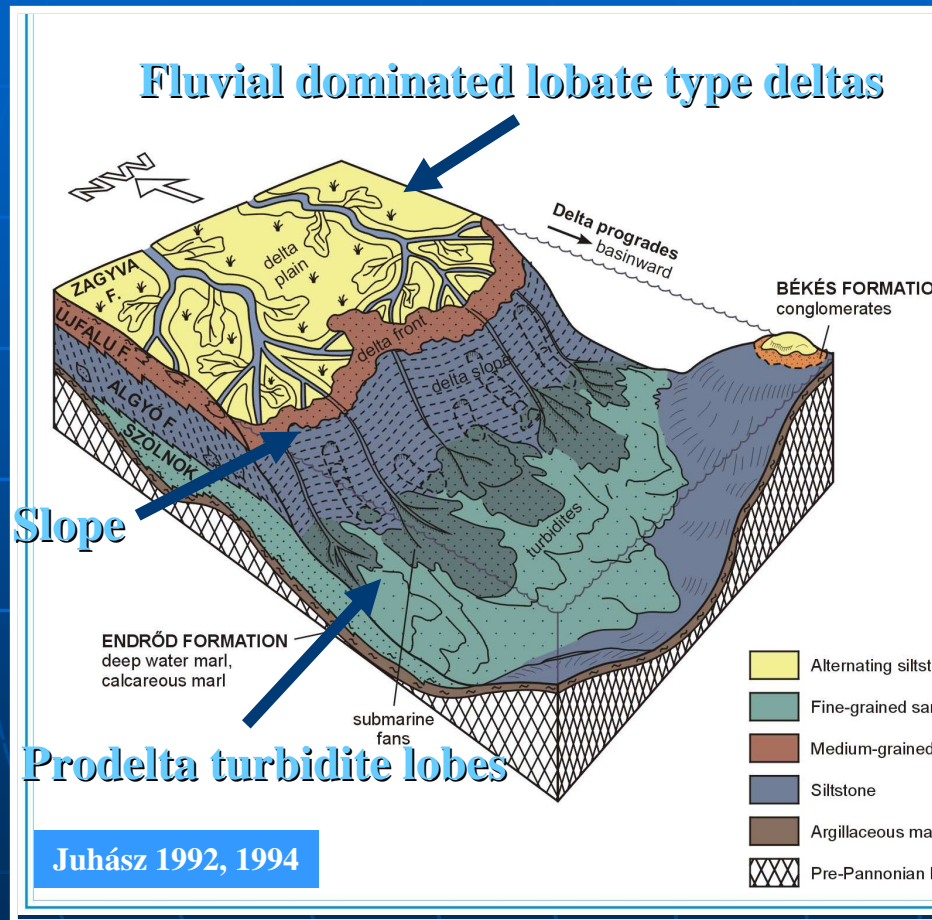 Fluvial dominated lobate type deltas
NW
Delta progrades
basinward
BÉKÉS FORMATIO
conglomerates
ZAGYVA
F.
delta
plain
UJFALU F.
delta front
delta slope
ALGYŐ F.
SZOLNOK
Slope
turbidites
ENDRŐD FORMATION
deep water marl,
calcareous marl
submarine
fans
Prodelta turbidite lobes
Alternating siltst
Fine-grained sar
Medium-grained
Siltstone
Argillaceous ma
Pre-Pannonian
Juhász 1992, 1994